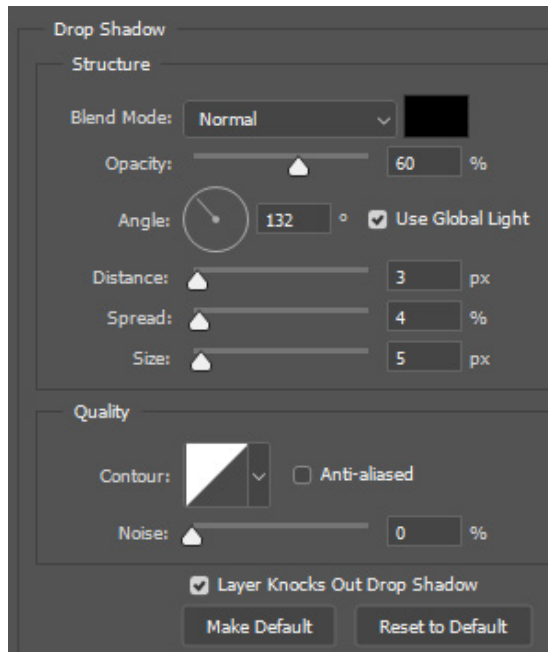 Drop Shadow
Structure
Blend Mode: Normal
Opacity: 60 %
Angle: 132 ° Use Global Light
Distance: 3 px
Spread: 4 %
Size: 5 px
Quality
Contour: Anti-aliased
Noise: 0 %
Layer Knocks Out Drop Shadow
Make Default Reset to Default